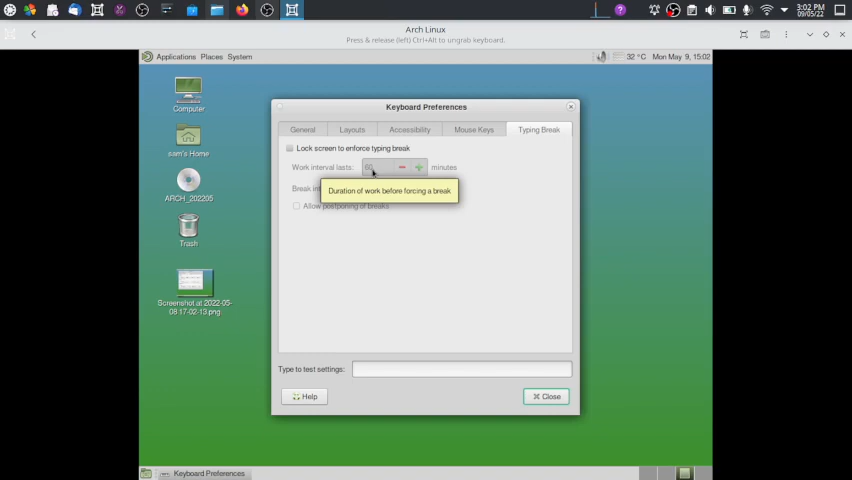 3:02 PM
09/05/22
Arch Linux
Press & release (left) Ctrl+Alt to ungrab keyboard.
Applications Places System
32 °C Mon May 9, 15:02
Computer
sam's Home
ARCH_202205
Trash
Screenshot at 2022-05-
08 17-02-13.png
Keyboard Preferences
General Layouts Accessibility Mouse Keys Typing Break
Lock screen to enforce typing break
Work interval lasts: 60 minutes
Duration of work before forcing a break
Break in
Allow postponing of breaks
Type to test settings:
Help
Close
Keyboard Preferences